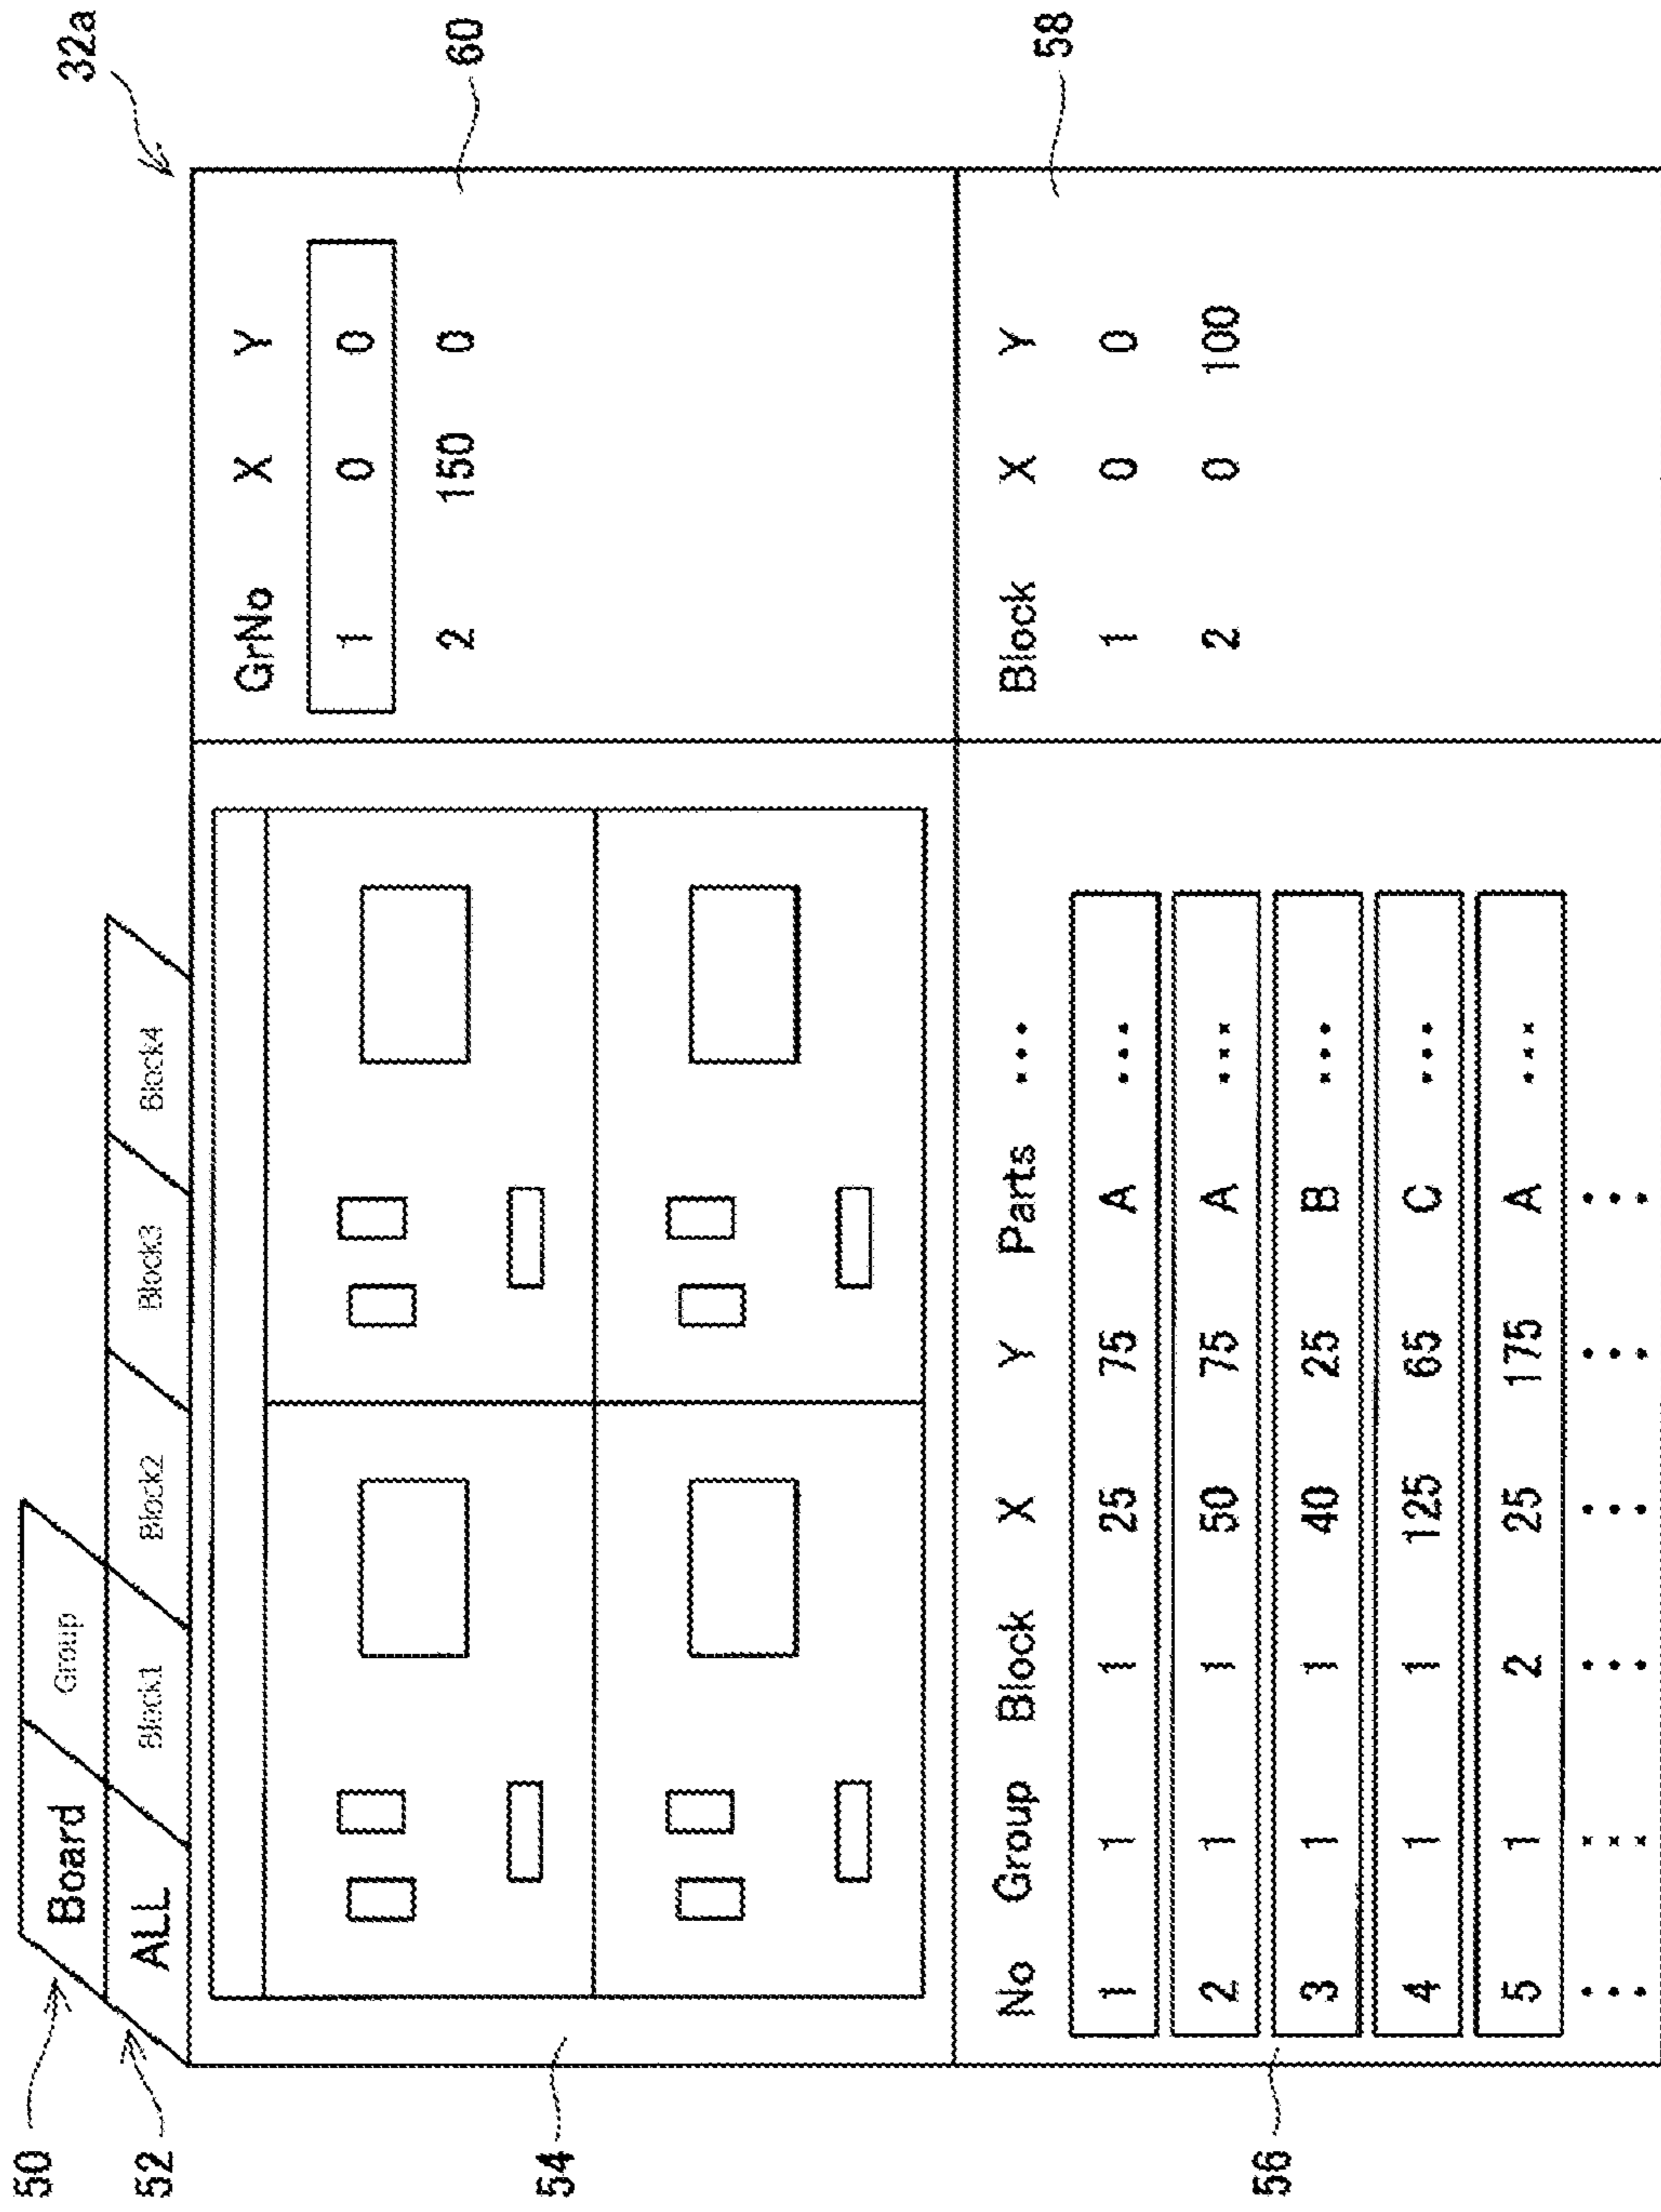 32a
50
Board Group
52
ALL Block1 Block2 Block3 Block4
54
GrNo X Y
1 0 0
2 150 0
60
56
No Group Block X Y Parts •••
1 1 1 25 75 A •••
2 1 1 50 75 A •••
3 1 1 40 25 B •••
4 1 1 125 65 C •••
5 1 2 25 175 A •••
Block X Y
1 0 0
2 0 100
58